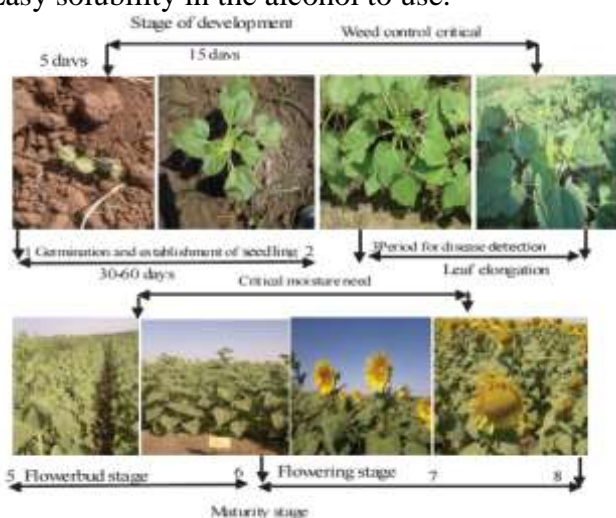 Easy solubility in the alcohol to use.
Stage of development
Weed control critical
5 davs
15 davs
1 Germination and establishment of seedling 2
3Period for disease detection
30-60 days
Leaf elongation
Critical moisture need
5 Flowerbud stage 6
Flowering stage 7 8
Maturity stage